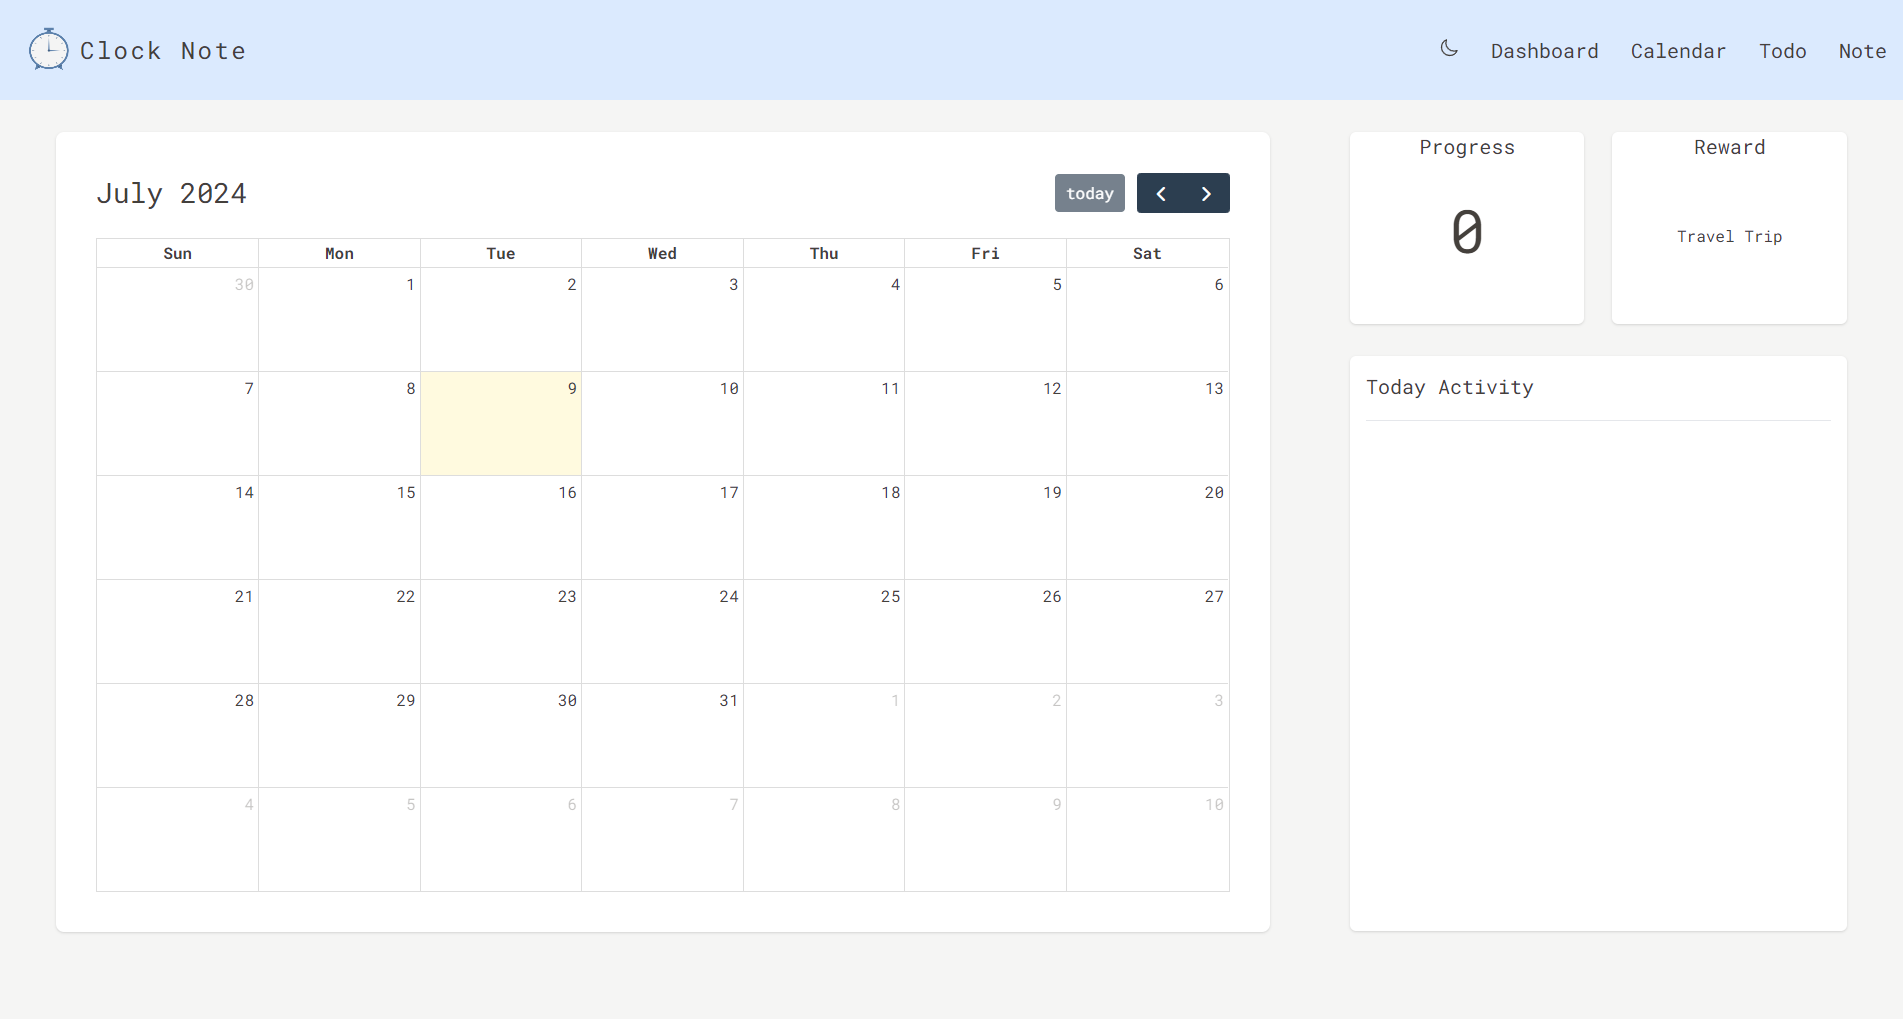 Clock Note
Dashboard Calendar Todo Note
July 2024
today
Sun Mon Tue Wed Thu Fri Sat
30 1 2 3 4 5 6
7 8 9 10 11 12 13
14 15 16 17 18 19 20
21 22 23 24 25 26 27
28 29 30 31 1 2 3
4 5 6 7 8 9 10
Progress
0
Reward
Travel Trip
Today Activity